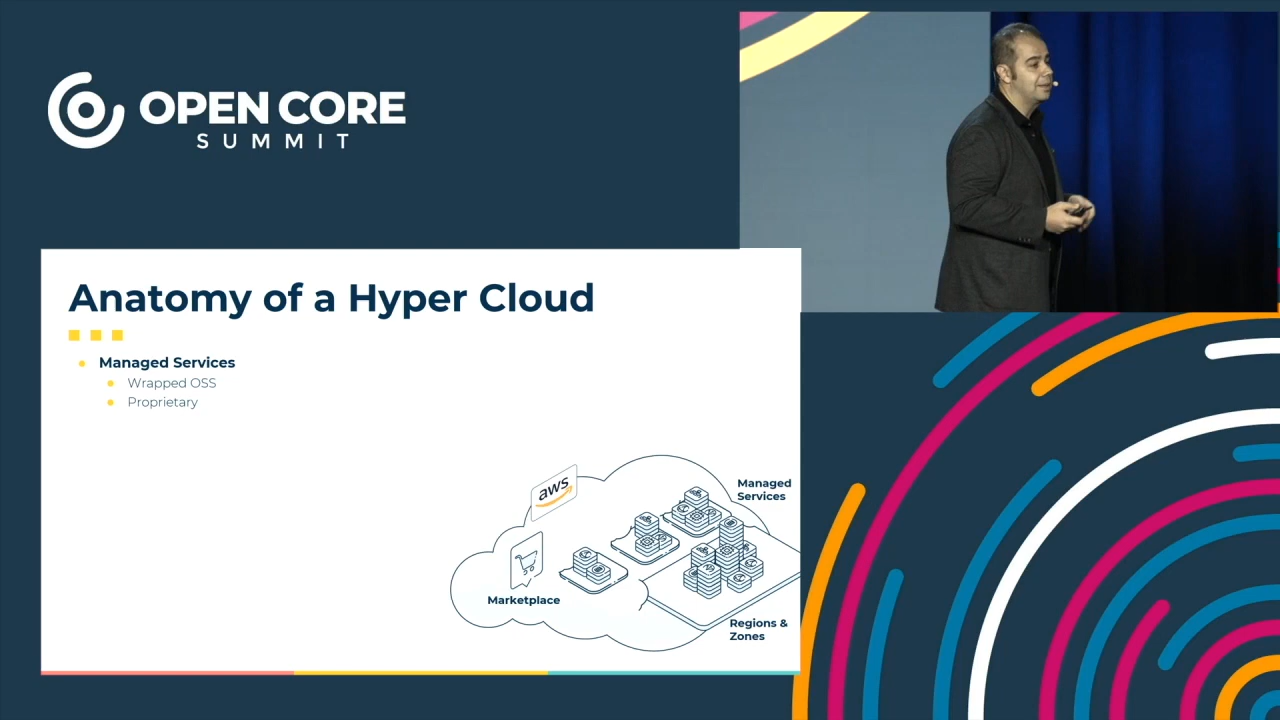 OPEN CORE
SUMMIT
Anatomy of a Hyper Cloud
Managed Services
Wrapped OSS
Proprietary
aws
Managed
Services
Marketplace
Regions &
Zones